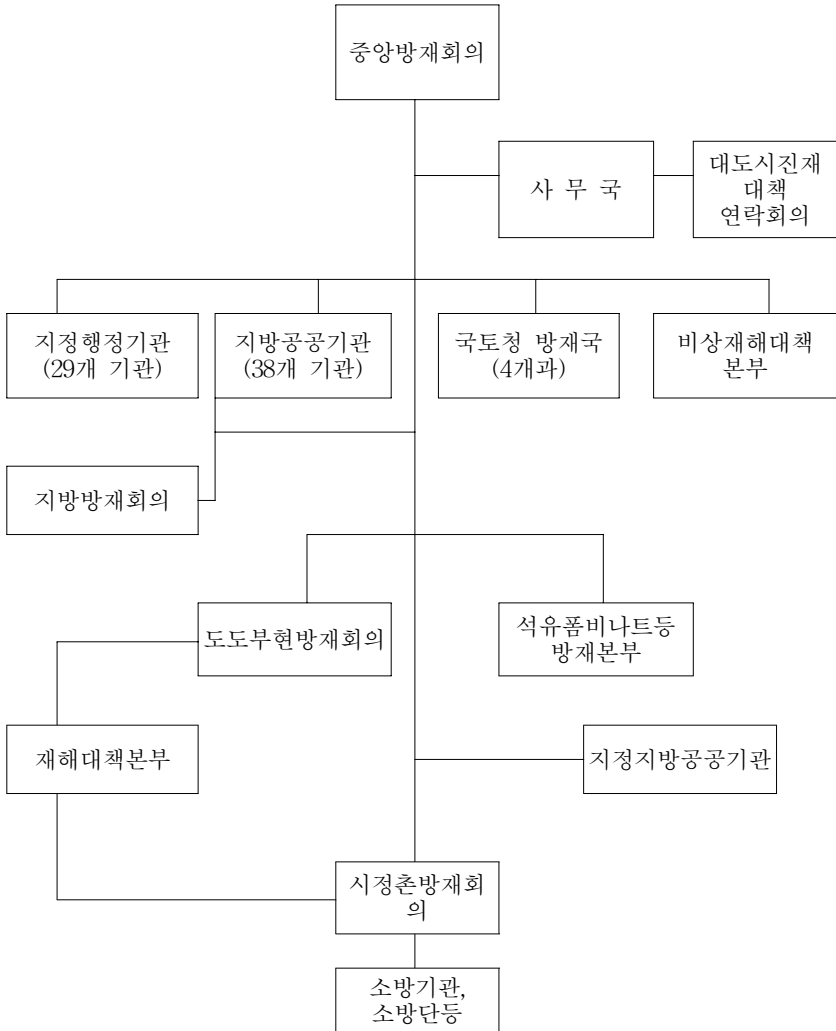 중앙방재회의
사 무 국
대도시진재
대책
연락회의
지정행정기관
(29개 기관)
지방공공기관
(38개 기관)
국토청 방재국
(4개과)
비상재해대책
본부
지방방재회의
도도부현방재회의
석유폼비나트등
방재본부
재해대책본부
지정지방공공기관
시정촌방재회
의
소방기관,
소방단등